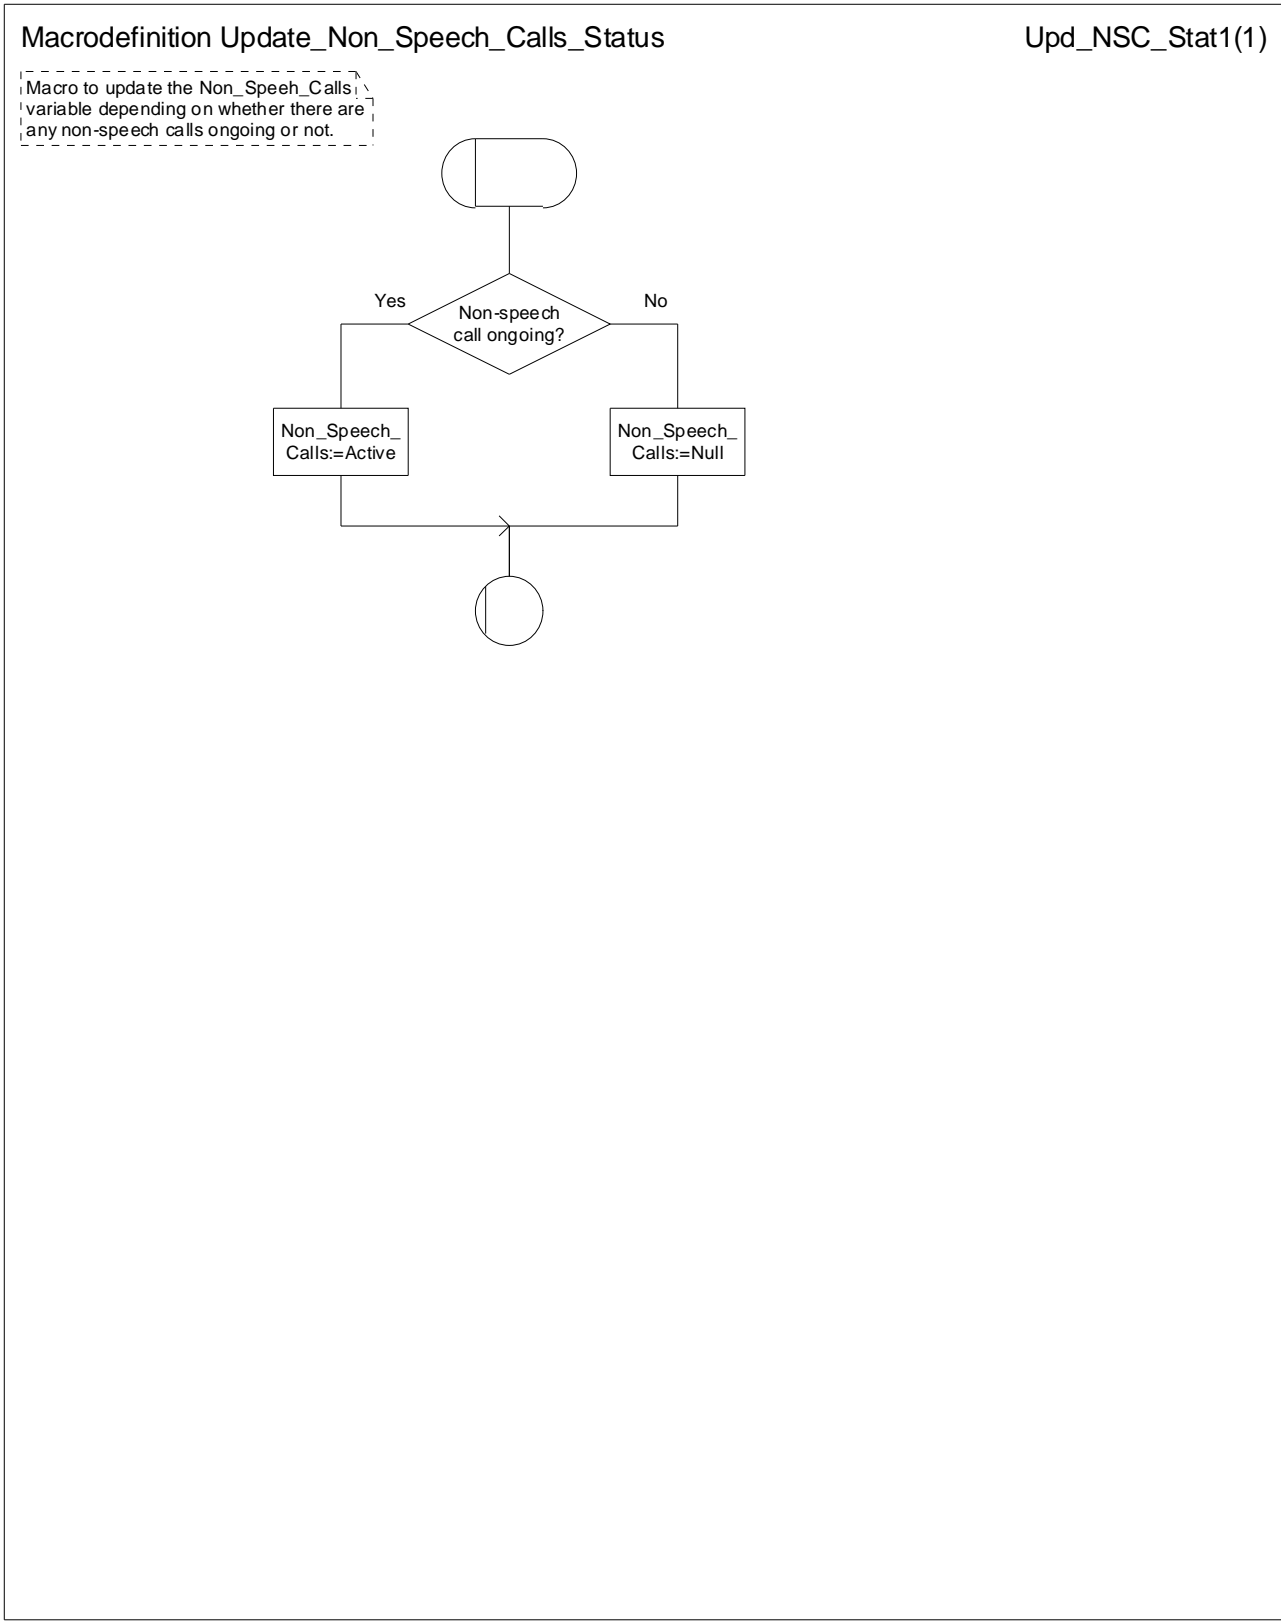 Macrodefinition Update_Non_Speech_Calls_Status
Upd_NSC_Stat1(1)
Macro to update the Non_Speeh_Calls
variable depending on whether there are
any non-speech calls ongoing or not.
Yes
No
Non-speech
call ongoing?
Non_Speech_
Calls:=Active
Non_Speech_
Calls:=Null